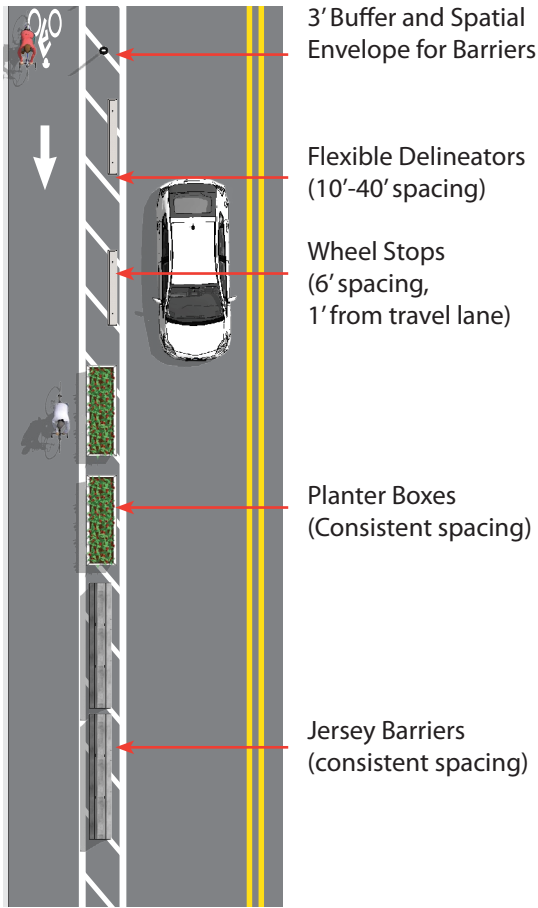 3’ Buffer and Spatial
Envelope for Barriers
Flexible Delineators
(10’-40’ spacing)
Wheel Stops
(6’ spacing,
1’ from travel lane)
Planter Boxes
(Consistent spacing)
Jersey Barriers
(consistent spacing)